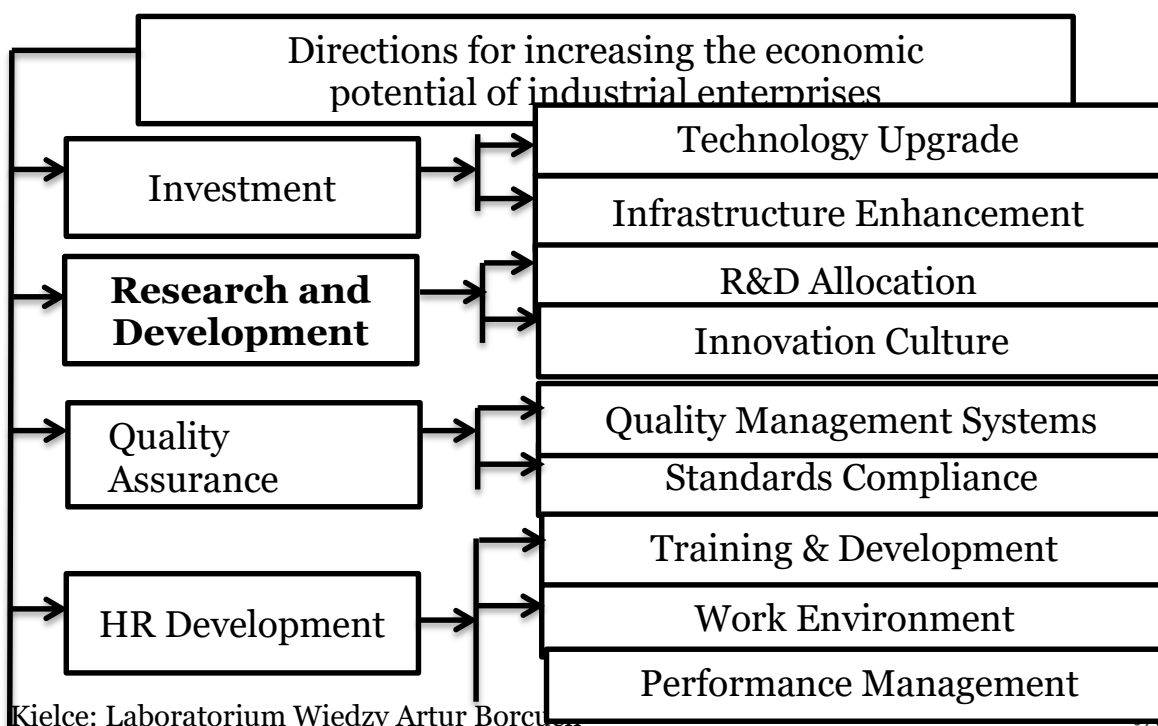 Directions for increasing the economic
potential of industrial enterprises
Investment
Technology Upgrade
Infrastructure Enhancement
Research and
Development
R&D Allocation
Innovation Culture
Quality
Assurance
Quality Management Systems
Standards Compliance
HR Development
Training & Development
Work Environment
Performance Management
Kielce: Laboratorium Wiedzy Artur